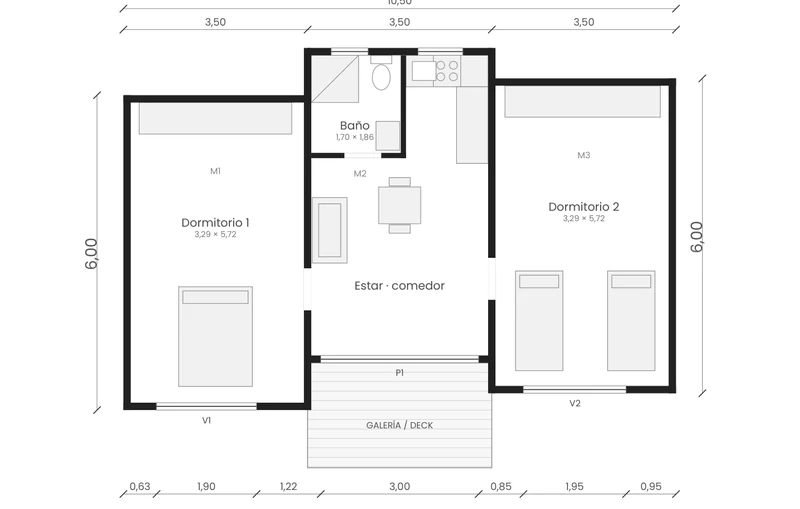 10,50
3,50 3,50 3,50
Baño
1,70 × 1,86
M1
M2
M3
Dormitorio 1
3,29 × 5,72
Dormitorio 2
3,29 × 5,72
6,00
6,00
Estar · comedor
P1
V1
V2
GALERÍA / DECK
0,63 1,90 1,22 3,00 0,85 1,95 0,95